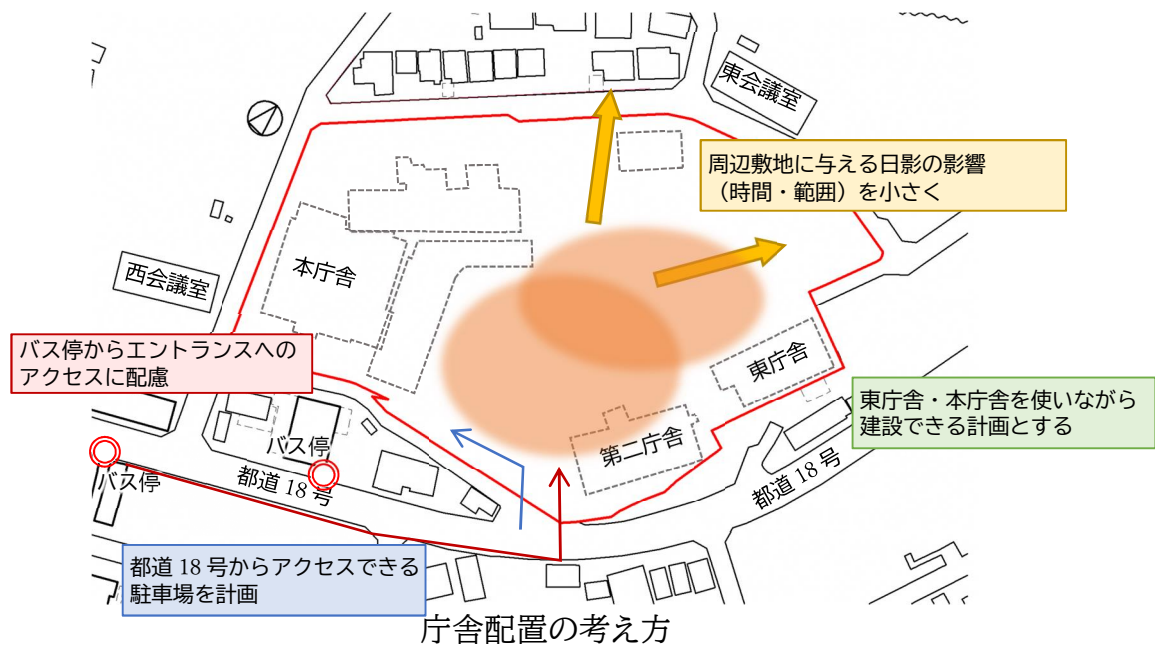 東会議室
周辺敷地に与える日影の影響
（時間・範囲）を小さく
本庁舎
西会議室
バス停からエントランスへの
アクセスに配慮
東庁舎
東庁舎・本庁舎を使いながら
建設できる計画とする
第二庁舎
バス停
バス停
都道 18 号
都道 18 号
都道 18 号からアクセスできる
駐車場を計画
庁舎配置の考え方